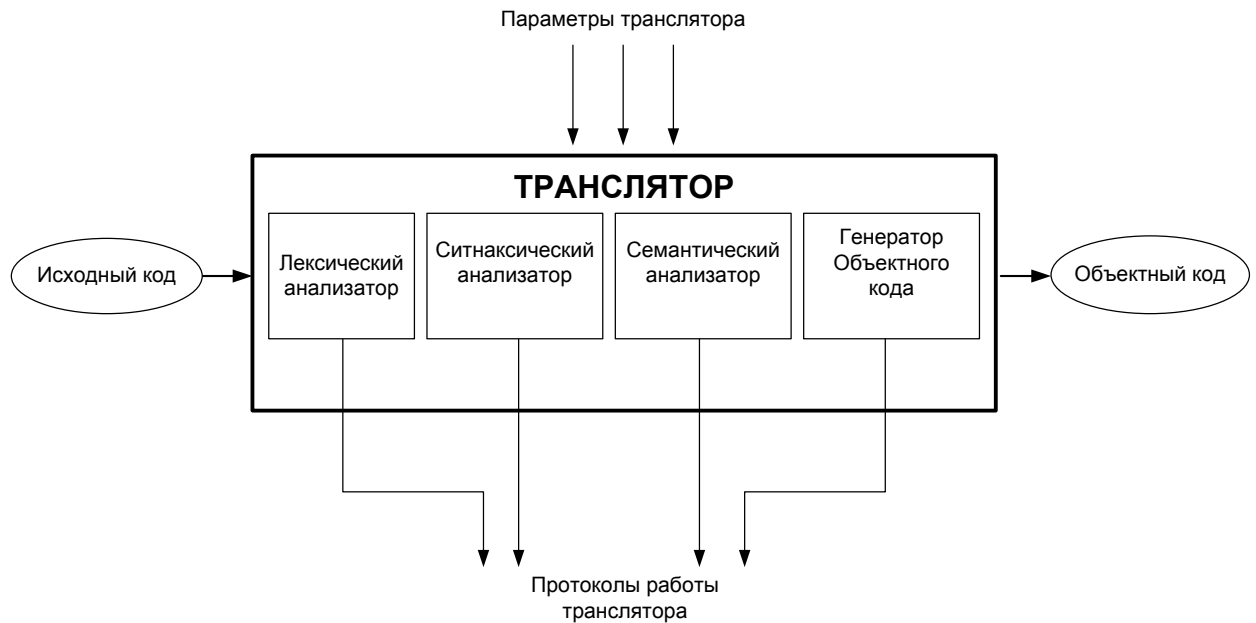 Параметры транслятора
ТРАНСЛЯТОР
Исходный код
Лексический
анализатор
Ситнаксический
анализатор
Семантический
анализатор
Генератор
Объектного
кода
Объектный код
Протоколы работы
транслятора